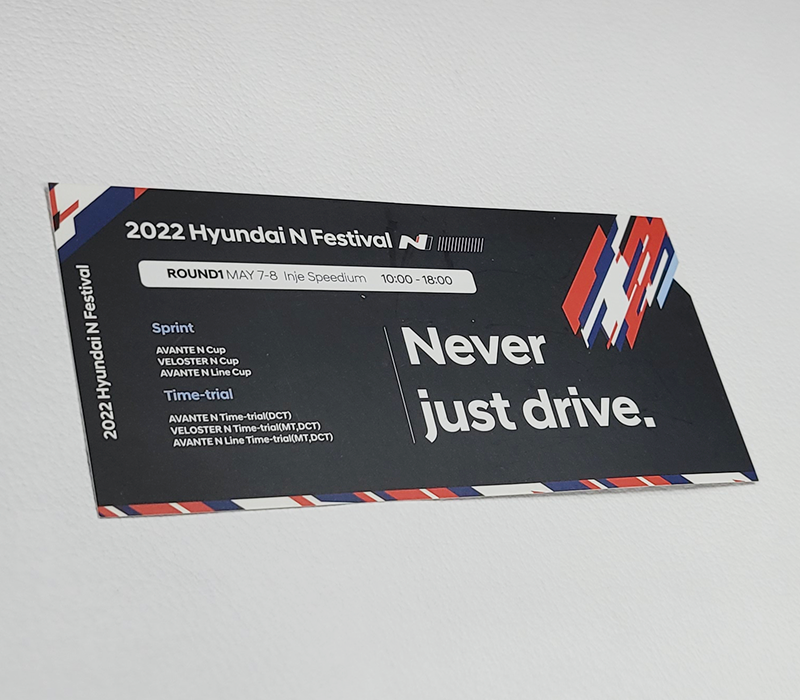 2022 Hyundai N Festival N
ROUND1 MAY 7-8 Inje Speedium 10:00 - 18:00
2022 Hyundai N Festival
Sprint
AVANTE N Cup
VELOSTER N Cup
AVANTE N Line Cup
Time-trial
AVANTE N Time-trial(DCT)
VELOSTER N Time-trial(MT,DCT)
AVANTE N Line Time-trial(MT,DCT)
Never
just drive.